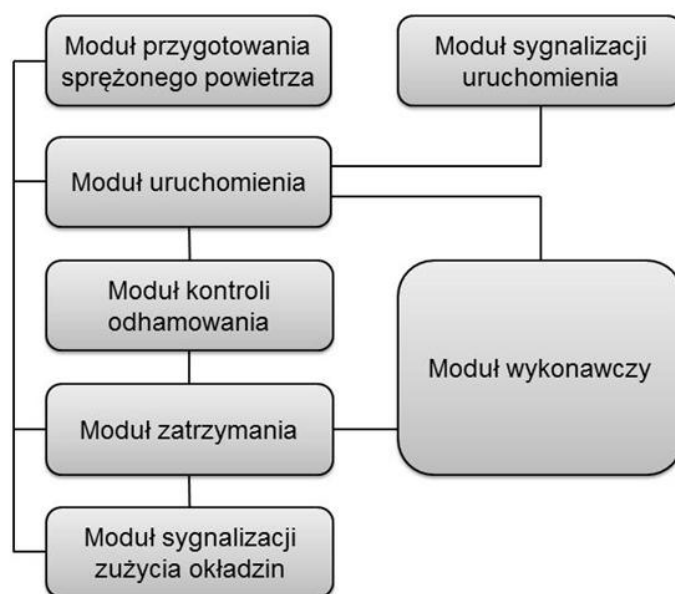 Moduł przygotowania
sprężonego powietrza
Moduł sygnalizacji
uruchomienia
Moduł uruchomienia
Moduł kontroli
odhamowania
Moduł wykonawczy
Moduł zatrzymania
Moduł sygnalizacji
zużycia okładzin